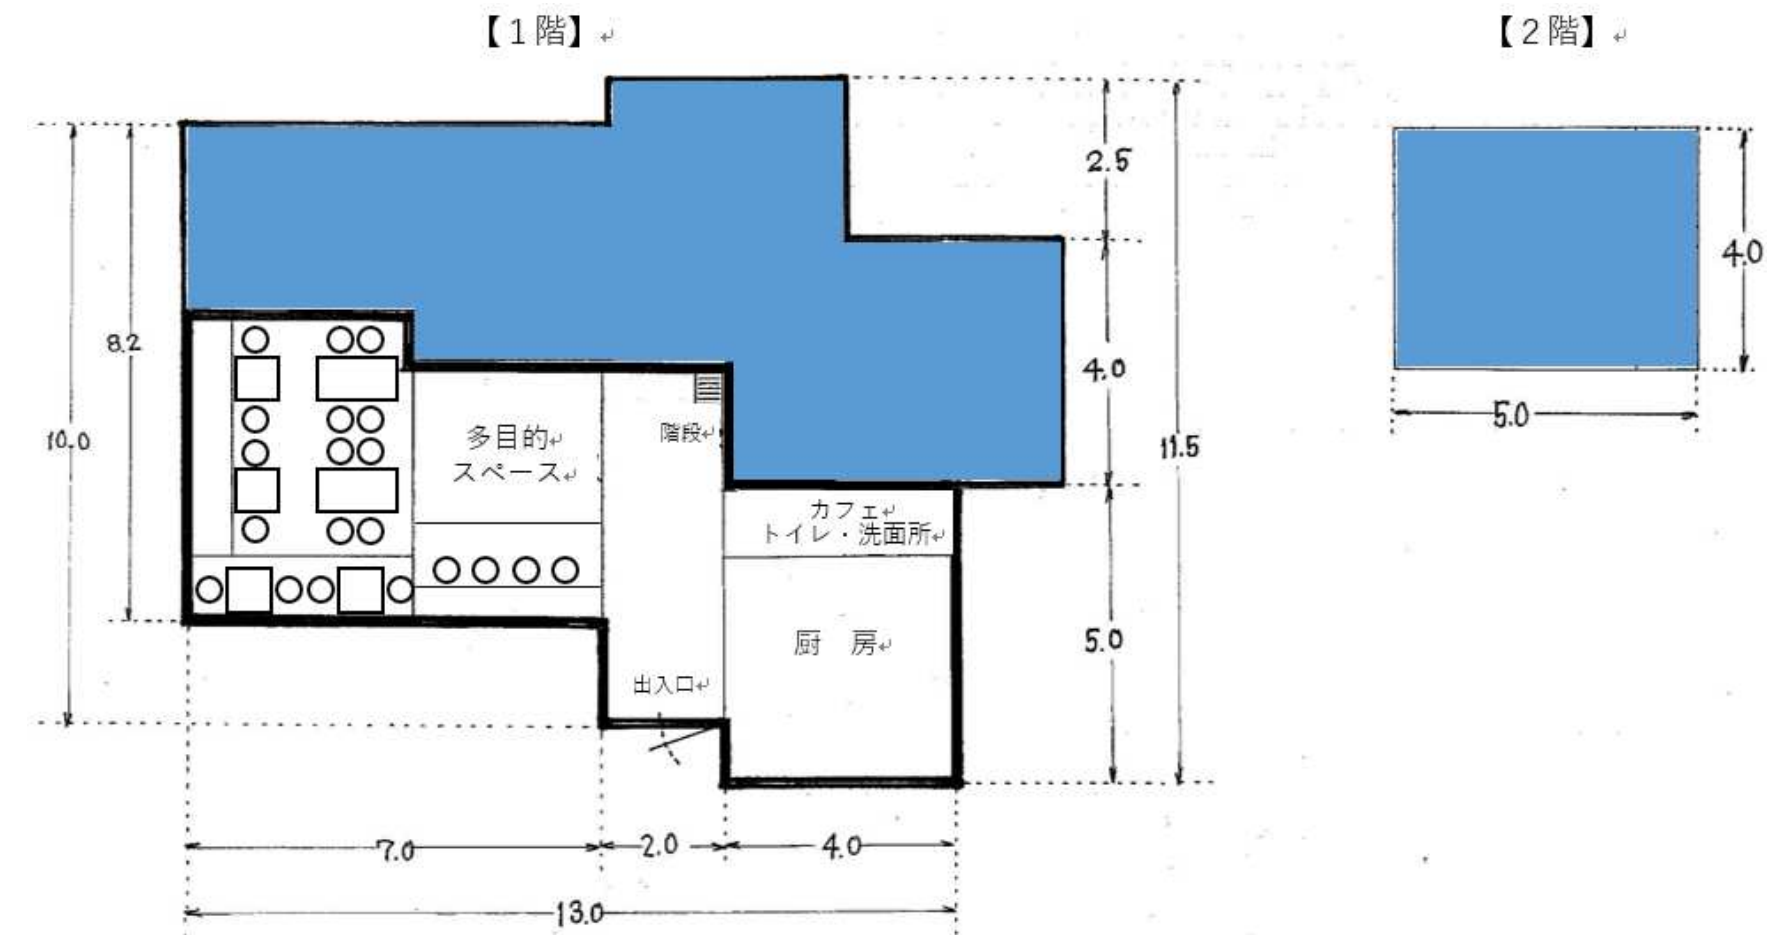 【１階】
【２階】
2.5
4.0
8.2
4.0
10.0
11.5
5.0
多目的
スペース
階段
カフェ
トイレ・洗面所
5.0
厨　房
出入口
7.0
2.0
4.0
13.0